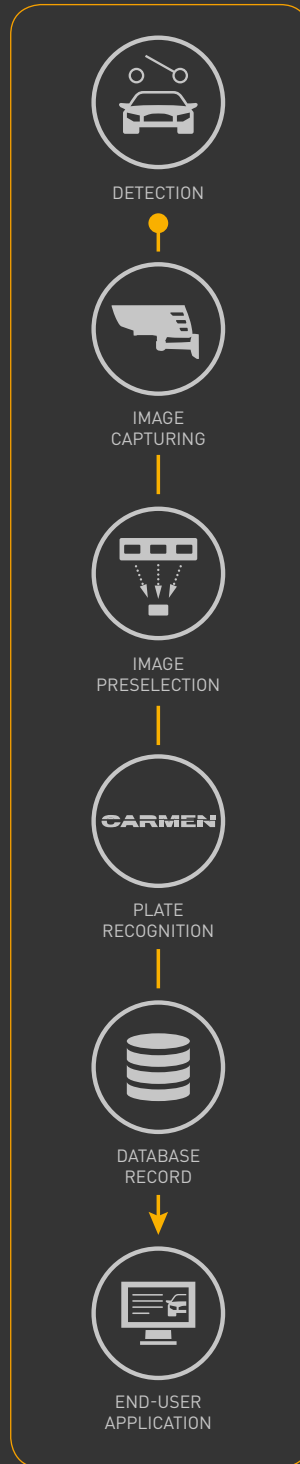 DETECTION
IMAGE
CAPTURING
IMAGE
PRESELECTION
CARMEN
PLATE
RECOGNITION
DATABASE
RECORD
END-USER
APPLICATION